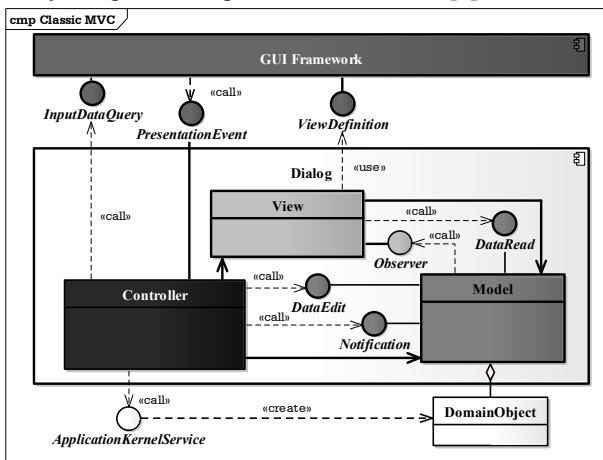 cmp Classic MVC
GUI Framework
«call»
InputDataQuery
PresentationEvent
ViewDefinition
Dialog
«use»
View
«call»
«call»
«call»
DataRead
Observer
Controller
«call»
DataEdit
Model
«call»
Notification
«call»
«create»
DomainObject
ApplicationKernelService